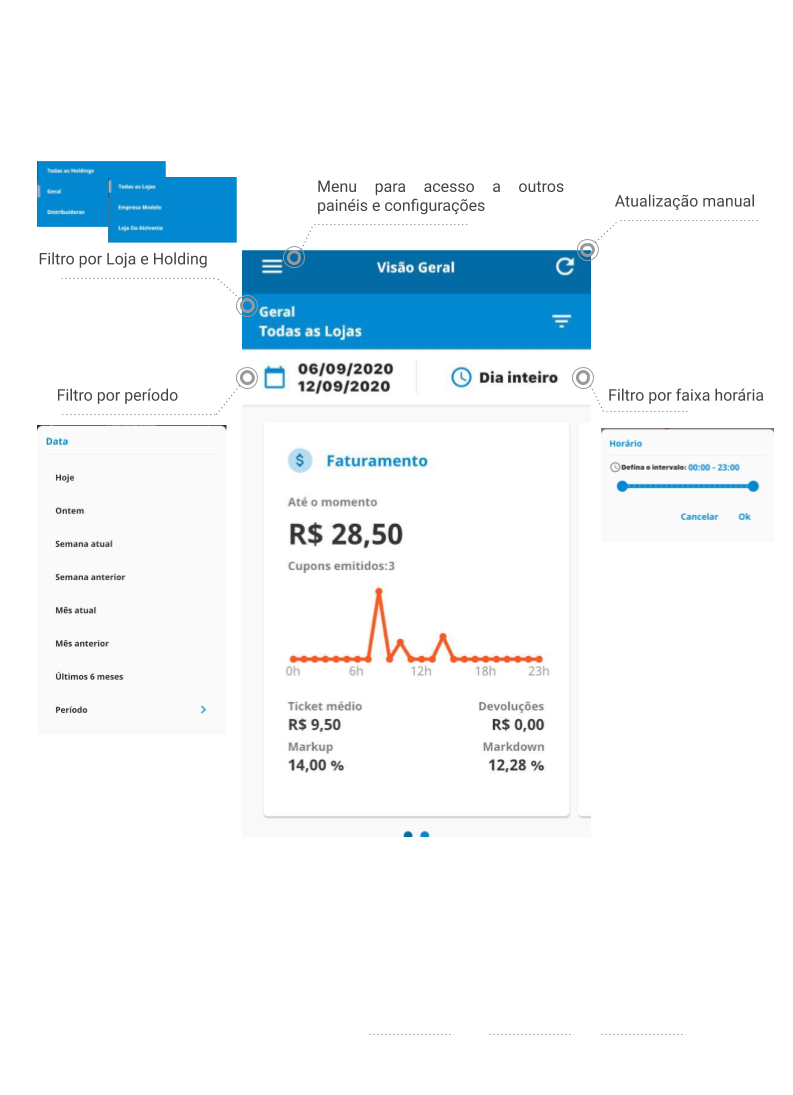 Todas as Holdings
Geral
Distribuidoras
Todas as Lojas
Empresa Modelo
Loja Da Alcivania
Menu para acesso a outros
painéis e configurações
Atualização manual
Filtro por Loja e Holding
Visão Geral
Geral
Todas as Lojas
06/09/2020
12/09/2020
Dia inteiro
Filtro por período
Filtro por faixa horária
Data
Hoje
Ontem
Semana atual
Semana anterior
Mês atual
Mês anterior
Últimos 6 meses
Período
Horário
Defina o intervalo: 00:00 - 23:00
Cancelar Ok
$ Faturamento
Até o momento
R$ 28,50
Cupons emitidos:3
0h 6h 12h 18h 23h
Ticket médio Devoluções
R$ 9,50 R$ 0,00
Markup Markdown
14,00 % 12,28 %